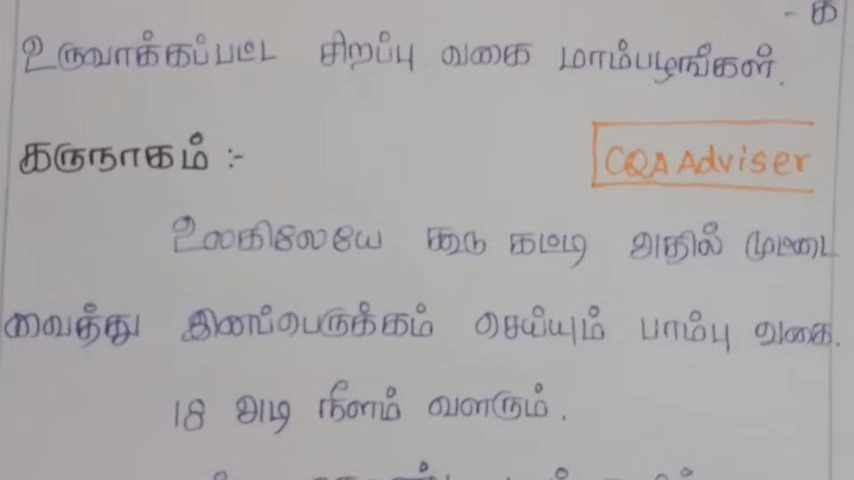 - க
உருவாக்கப்பட்ட சிறப்பு வகை மாம்பழங்கள்.
கருநாகம் :-
CQA Adviser
உலகிலேயே கூடு கட்டி அதில் முட்டை
வைத்து இனப்பெருக்கம் செய்யும் பாம்பு வகை.
18 அடி நீளம் வளரும்.